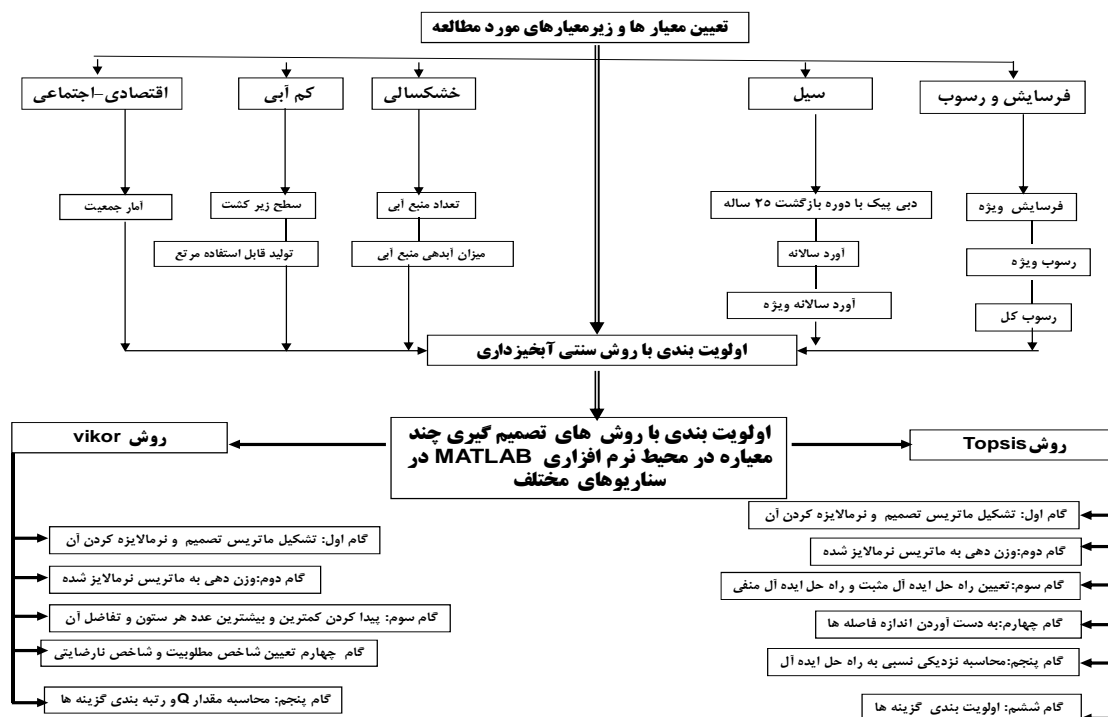 تعیین معیار ها و زیرمعیارهای مورد مطالعه
فرسایش و رسوب
سیل
خشکسالی
کم آبی
اقتصادی-اجتماعی
فرسایش ویژه
دبی پیک با دوره بازگشت ۲۵ ساله
تعداد منبع آبی
سطح زیر کشت
آمار جمعیت
رسوب ویژه
آورد سالانه
میزان آبدهی منبع آبی
تولید قابل استفاده مرتع
رسوب کل
آورد سالانه ویژه
اولویت بندی با روش سنتی آبخیزداری
اولویت بندی با روش های تصمیم گیری چند
معیاره در محیط نرم افزاری MATLAB در
سناریوهای مختلف
روش Topsis
گام اول: تشکیل ماتریس تصمیم و نرمالایزه کردن آن
گام دوم:وزن دهی به ماتریس نرمالایز شده
گام سوم:تعیین راه حل ایده آل مثبت و راه حل ایده آل منفی
گام چهارم:به دست آوردن اندازه فاصله ها
گام پنجم:محاسبه نزدیکی نسبی به راه حل ایده آل
گام ششم: اولویت بندی گزینه ها
روش vikor
گام اول: تشکیل ماتریس تصمیم و نرمالایزه کردن آن
گام دوم:وزن دهی به ماتریس نرمالایز شده
گام سوم: پیدا کردن کمترین و بیشترین عدد هر ستون و تفاضل آن
گام چهارم تعیین شاخص مطلوبیت و شاخص نارضایتی
گام پنجم: محاسبه مقدار Q و رتبه بندی گزینه ها